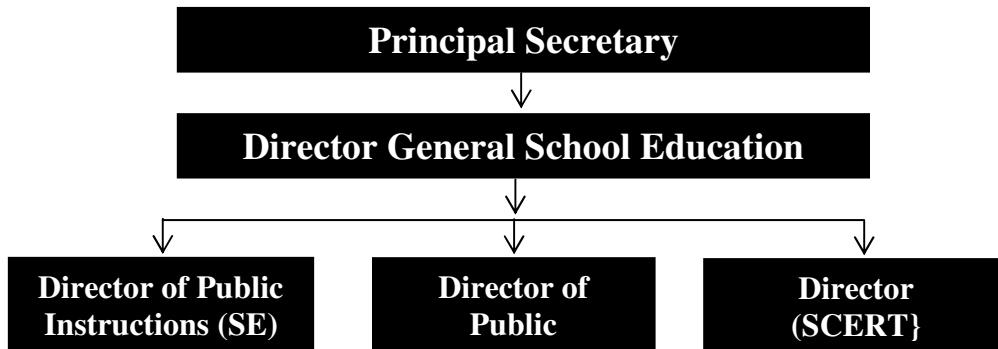 Principal Secretary
Director General School Education
Director of Public
Instructions (SE)
Director of
Public
Director
(SCERT}